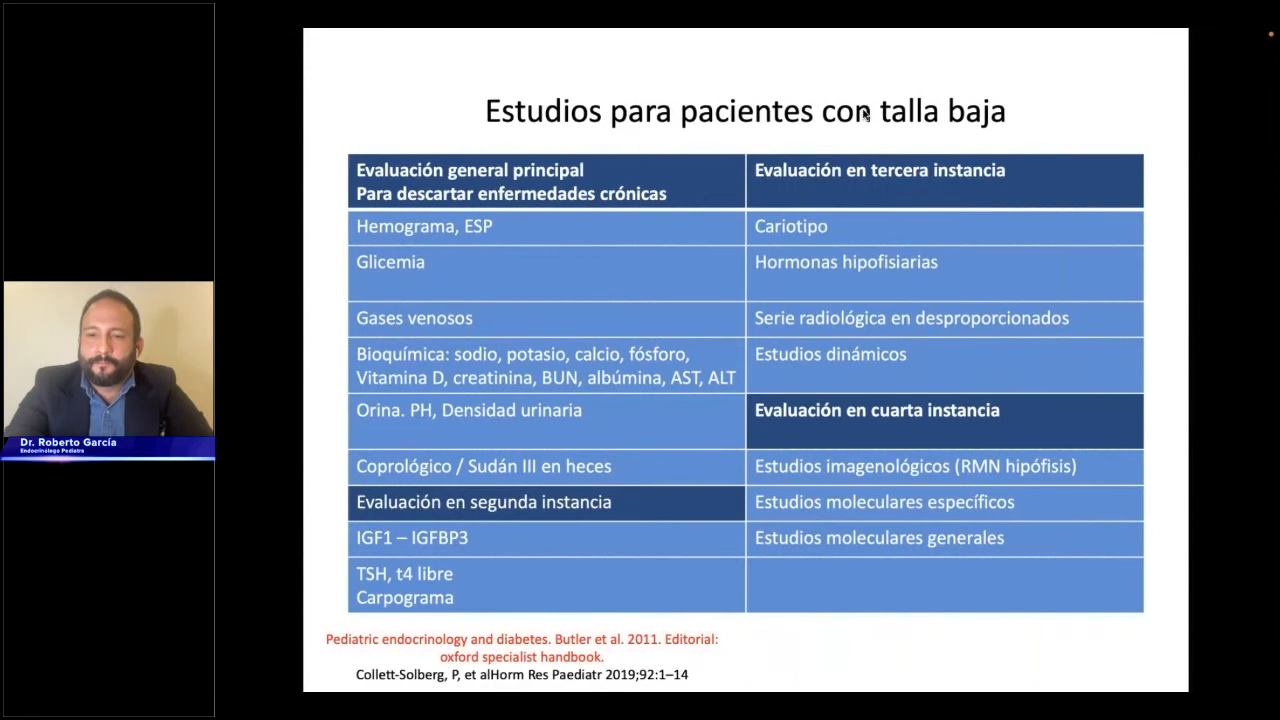 Estudios para pacientes con talla baja
Evaluación general principal
Para descartar enfermedades crónicas
Evaluación en tercera instancia
Hemograma, ESP
Cariotipo
Glicemia
Hormonas hipofisiarias
Gases venosos
Serie radiológica en desproporcionados
Bioquímica: sodio, potasio, calcio, fósforo,
Vitamina D, creatinina, BUN, albúmina, AST, ALT
Estudios dinámicos
Orina. PH, Densidad urinaria
Evaluación en cuarta instancia
Coprológico / Sudán III en heces
Estudios imagenológicos (RMN hipófisis)
Evaluación en segunda instancia
Estudios moleculares específicos
IGF1 – IGFBP3
Estudios moleculares generales
TSH, t4 libre
Carpograma
Pediatric endocrinology and diabetes. Butler et al. 2011. Editorial:
oxford specialist handbook.
Collett-Solberg, P, et alHorm Res Paediatr 2019;92:1–14
Dr. Roberto García
Endocrinólogo Pediatra